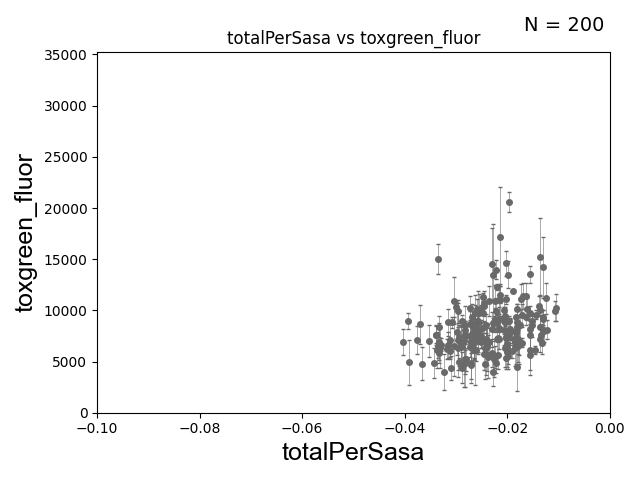 N = 200
totalPerSasa vs toxgreen_fluor
35000
30000
25000
20000
15000
10000
5000
0
toxgreen_fluor
−0.10 −0.08 −0.06 −0.04 −0.02 0.00
totalPerSasa